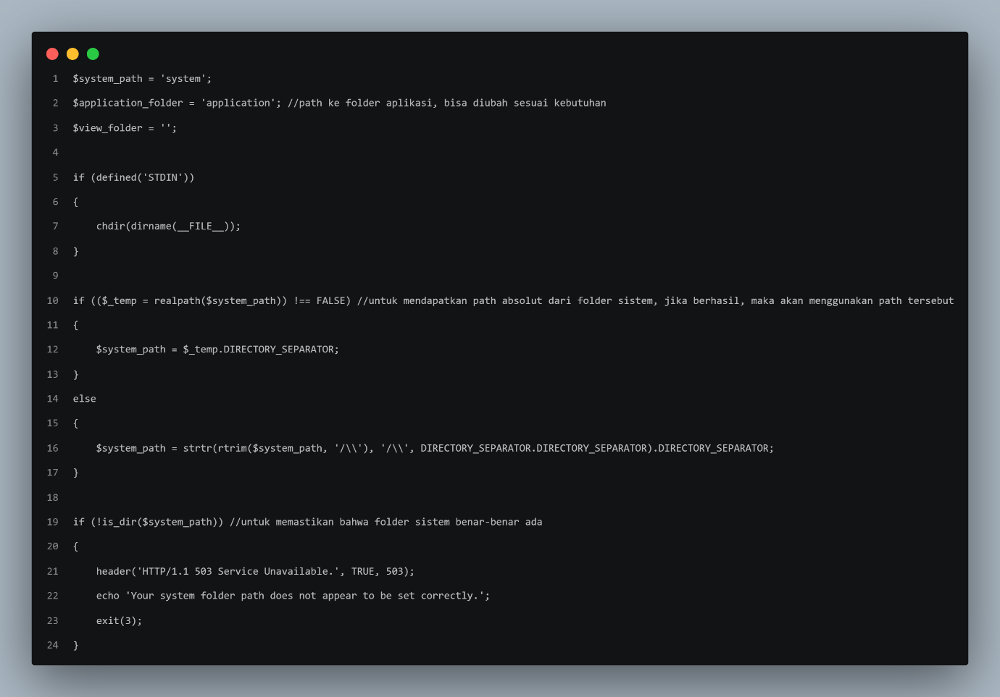 1 $system_path = 'system';
2 $application_folder = 'application'; //path ke folder aplikasi, bisa diubah sesuai kebutuhan
3 $view_folder = '';
4
5 if (defined('STDIN'))
6 {
7     chdir(dirname(__FILE__));
8 }
9
10 if (($_temp = realpath($system_path)) !== FALSE) //untuk mendapatkan path absolut dari folder sistem, jika berhasil, maka akan menggunakan path tersebut
11 {
12     $system_path = $_temp.DIRECTORY_SEPARATOR;
13 }
14 else
15 {
16     $system_path = strtr(rtrim($system_path, '/\\'), '/\\', DIRECTORY_SEPARATOR.DIRECTORY_SEPARATOR).DIRECTORY_SEPARATOR;
17 }
18
19 if (!is_dir($system_path)) //untuk memastikan bahwa folder sistem benar-benar ada
20 {
21     header('HTTP/1.1 503 Service Unavailable.', TRUE, 503);
22     echo 'Your system folder path does not appear to be set correctly.';
23     exit(3);
24 }